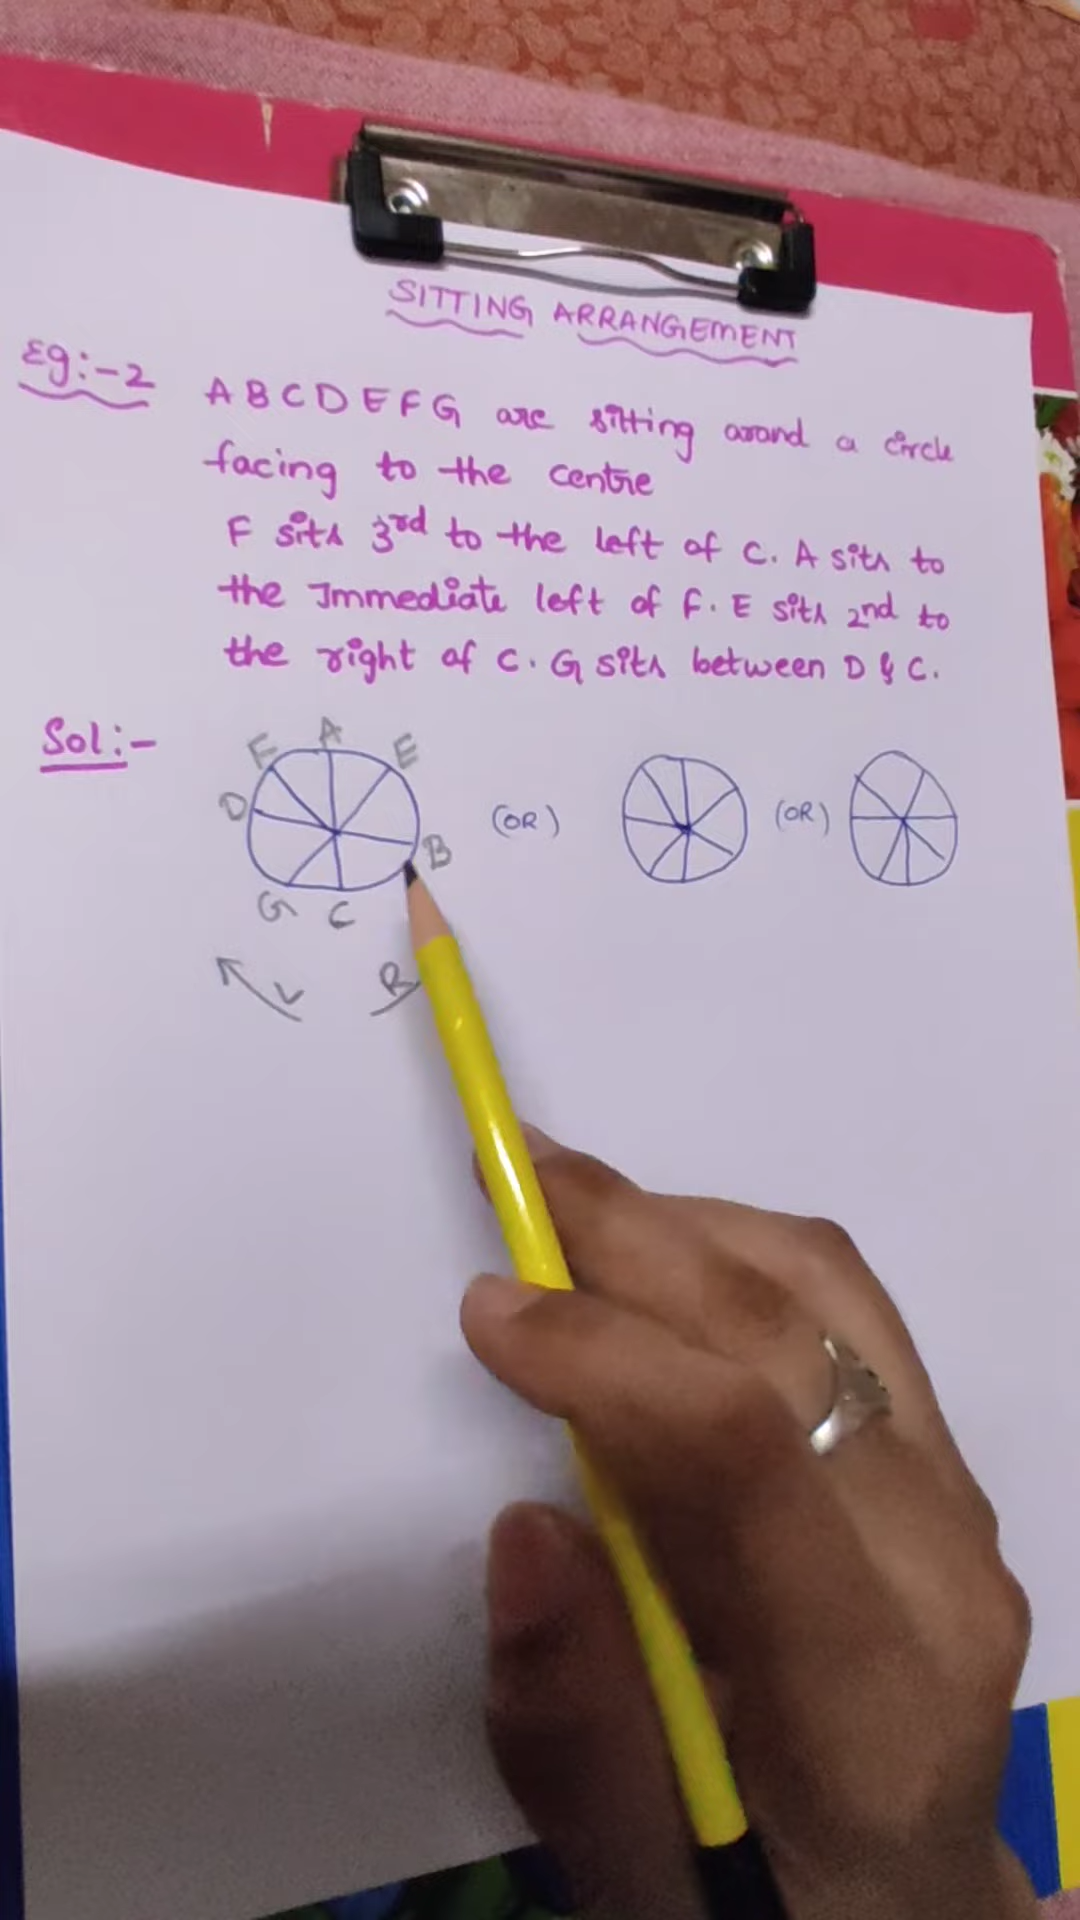 SITTING ARRANGEMENT
Eg:-2 A B C D E F G are sitting arond a circle
facing to the centre
F sits 3rd to the left of C. A sits to
the Immediate left of F. E sits 2nd to
the right of C. G sits between D & C.
Sol:-
F A E
D B
G C
(OR) (OR)
L R